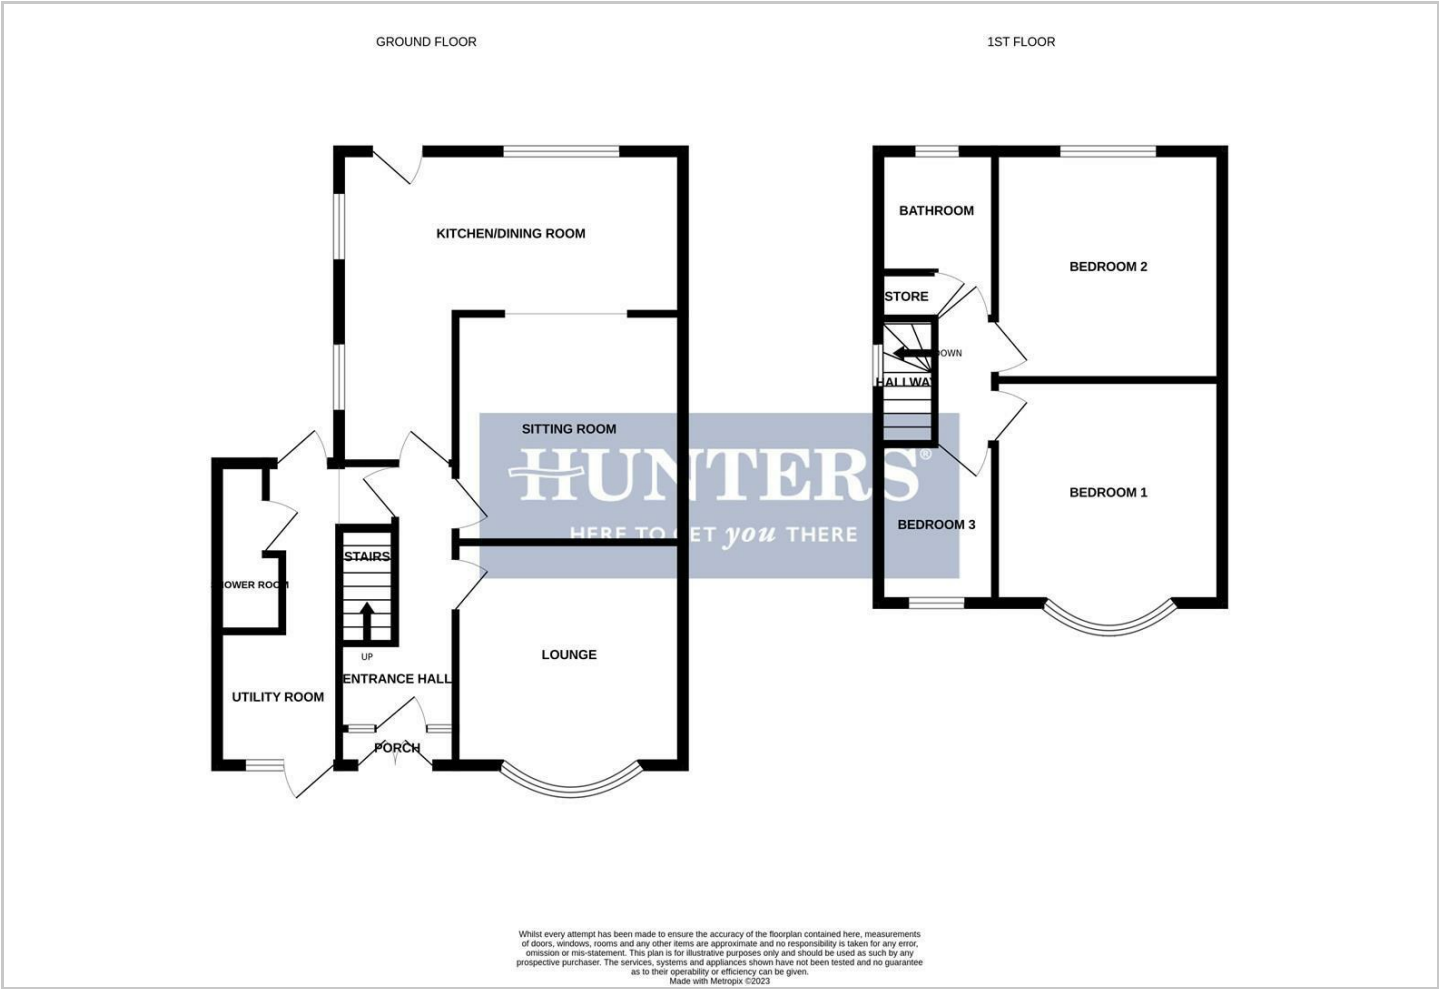 GROUND FLOOR
1ST FLOOR
KITCHEN/DINING ROOM
SITTING ROOM
STAIRS
SHOWER ROOM
LOUNGE
UP
ENTRANCE HALL
UTILITY ROOM
PORCH
BATHROOM
BEDROOM 2
STORE
DOWN
HALLWAY
BEDROOM 1
BEDROOM 3
HUNTERS®
HERE TO GET you THERE
Whilst every attempt has been made to ensure the accuracy of the floorplan contained here, measurements
of doors, windows, rooms and any other items are approximate and no responsibility is taken for any error,
omission or mis-statement. This plan is for illustrative purposes only and should be used as such by any
prospective purchaser. The services, systems and appliances shown have not been tested and no guarantee
as to their operability or efficiency can be given.
Made with Metropix ©2023